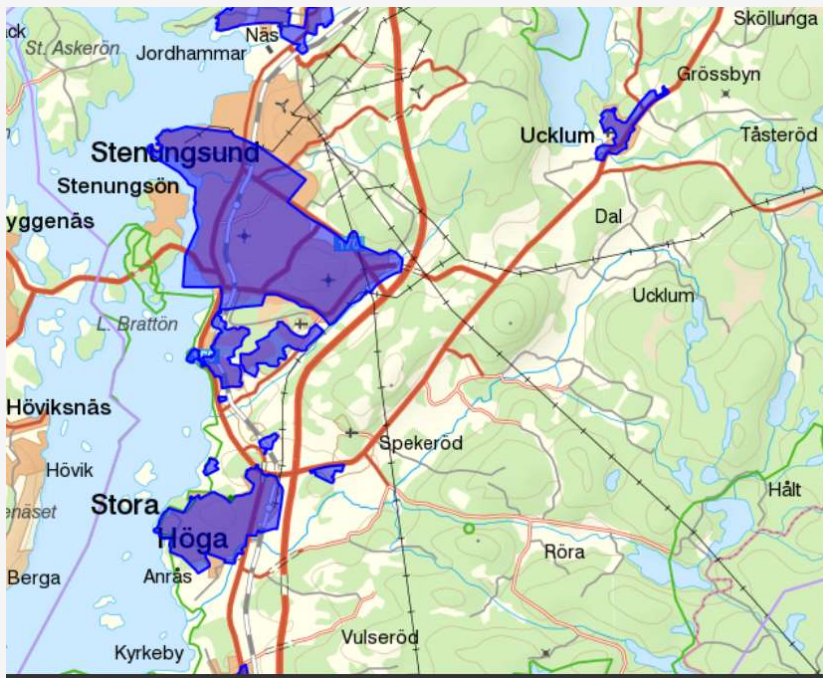 Sköllunga
Näs
St. Askerön
Jordhammar
Grössbyn
Ucklum
Tåsteröd
Stenungsund
Stenungsön
Dal
yggenäs
Ucklum
L. Brattön
Höviksnäs
Spekeröd
Hövik
Hålt
Stora
Höga
enäset
Röra
Berga
Anrås
Vulseröd
Kyrkeby